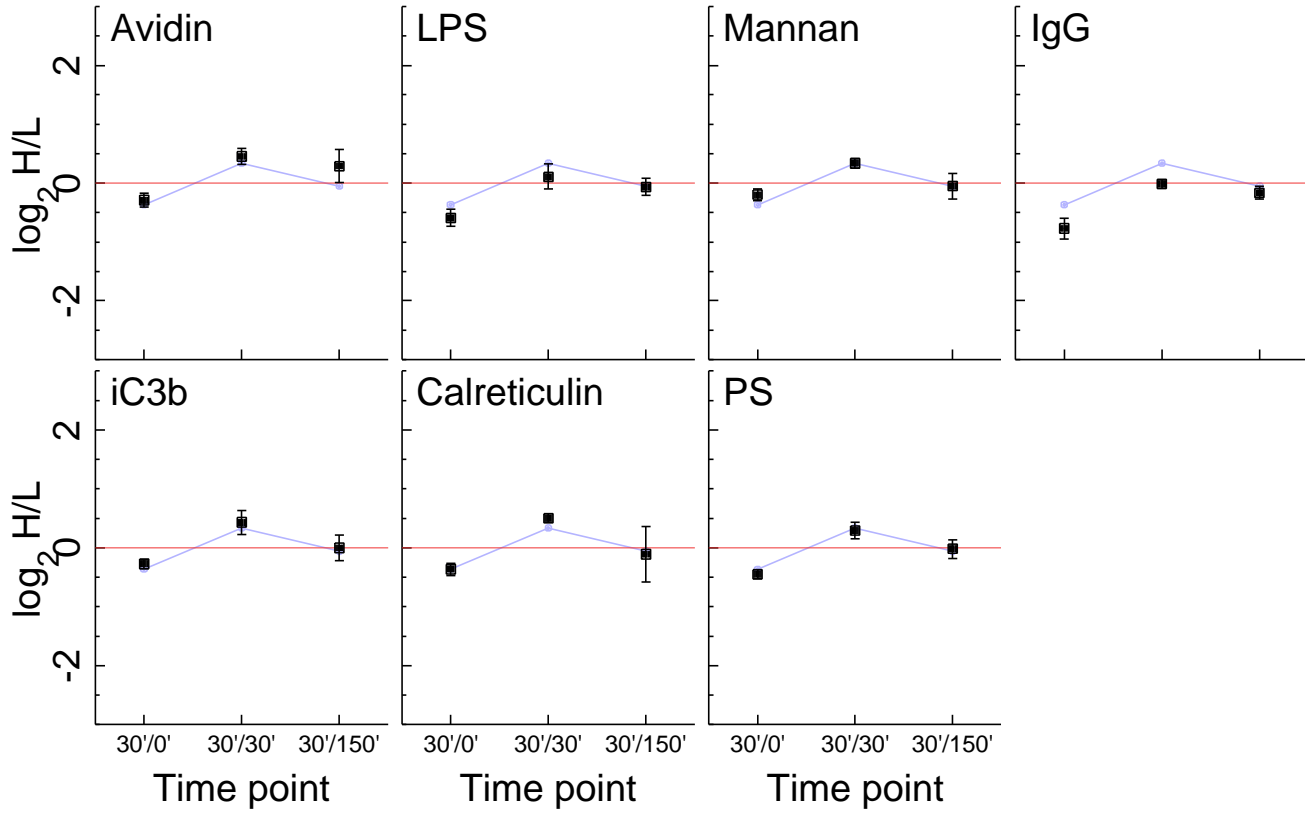 Avidin LPS Mannan IgG
log₂ H/L
2
0
-2
iC3b Calreticulin PS
log₂ H/L
2
0
-2
30'/0' 30'/30' 30'/150' 30'/0' 30'/30' 30'/150' 30'/0' 30'/30' 30'/150'
Time point Time point Time point